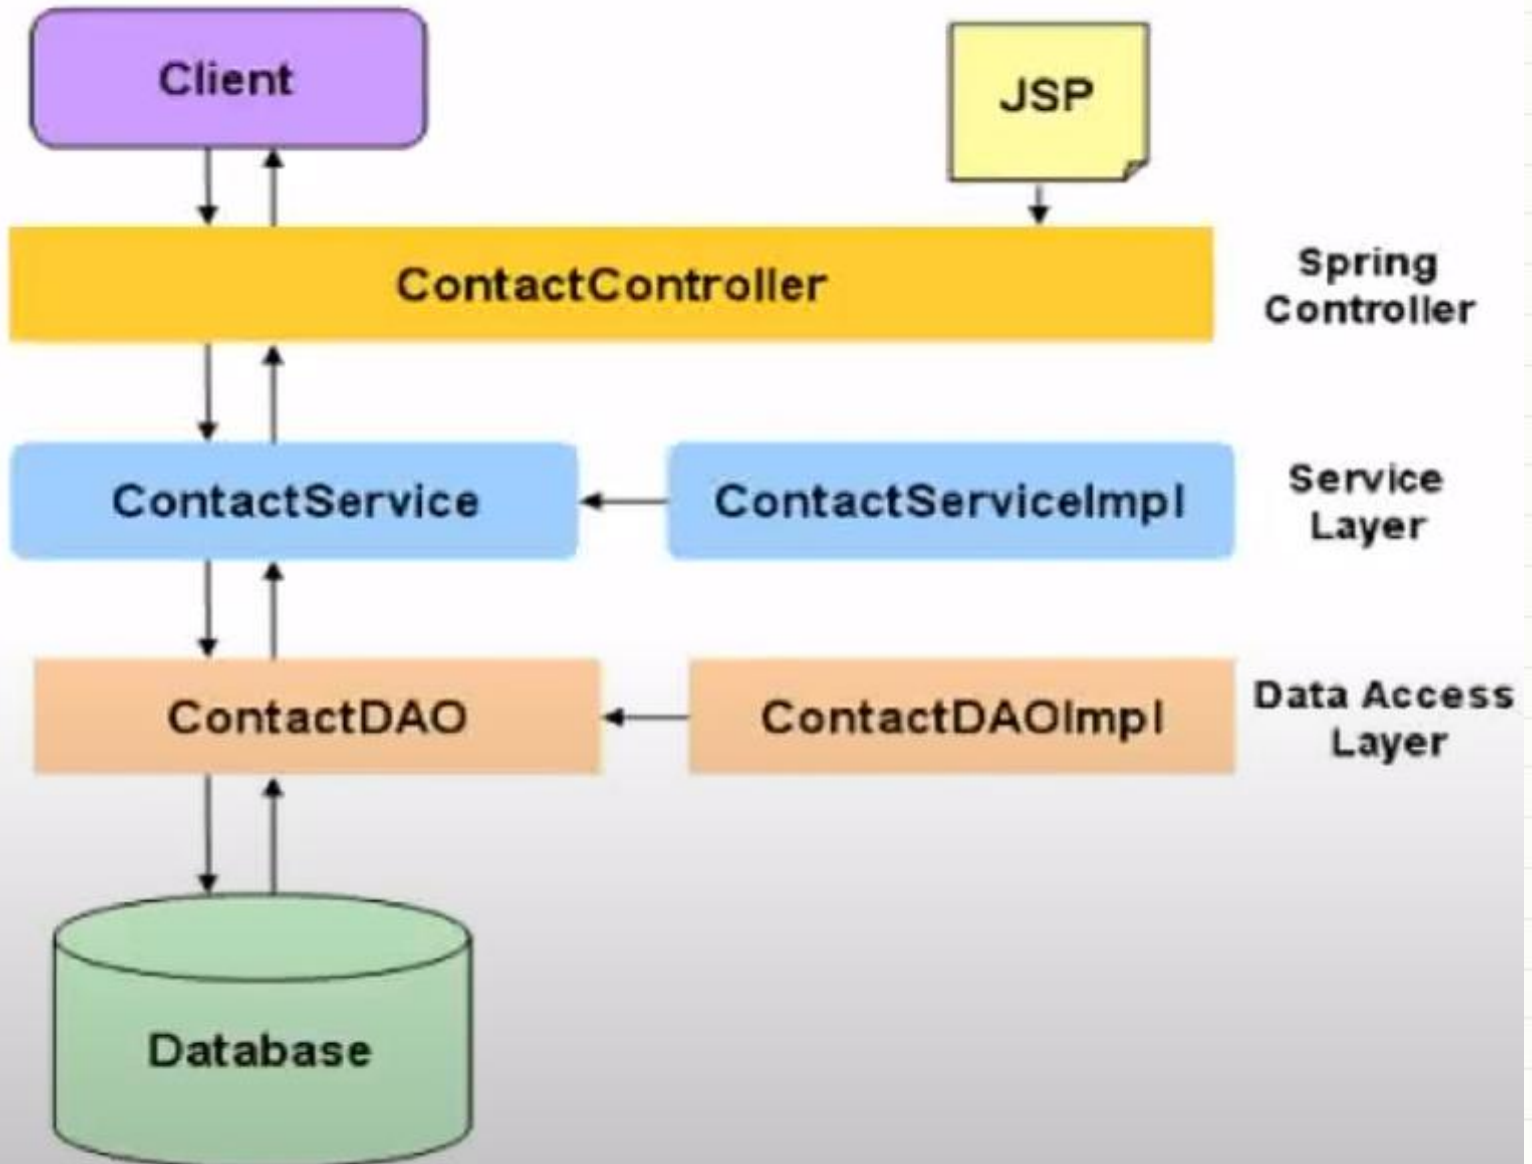 Client
JSP
ContactController
Spring
Controller
ContactService
ContactServiceImpl
Service
Layer
ContactDAO
ContactDAOImpl
Data Access
Layer
Database